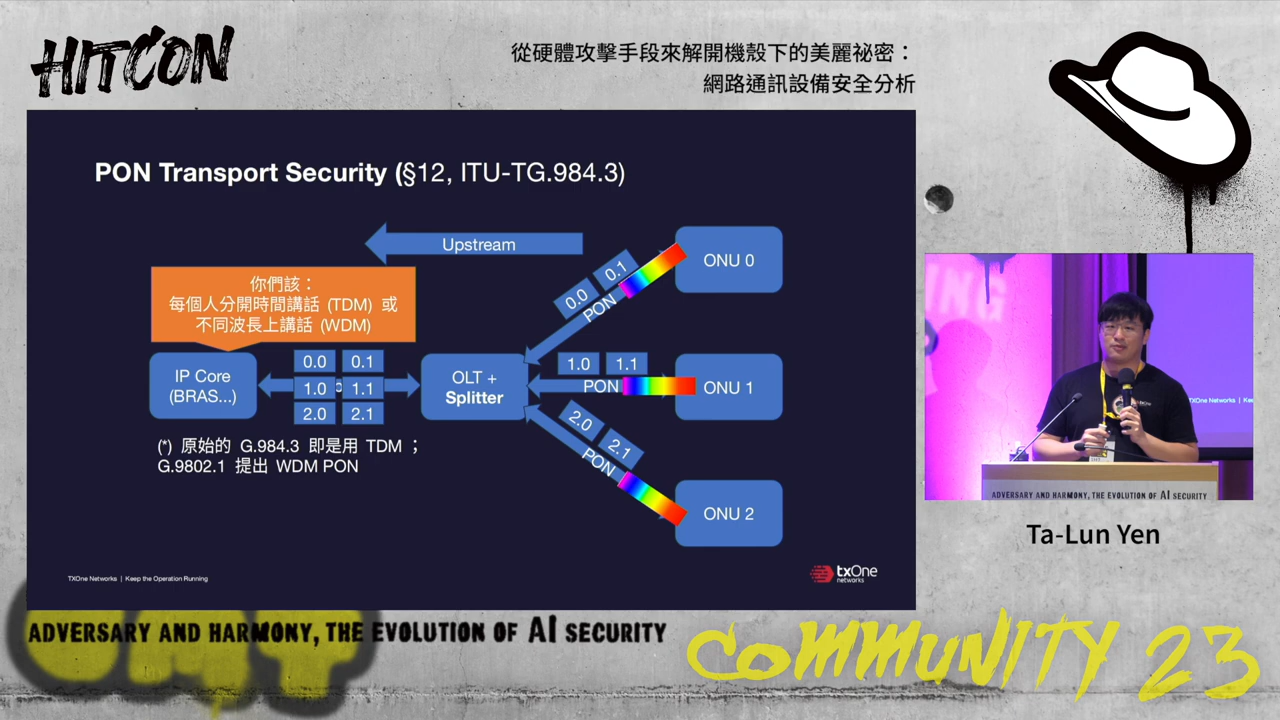 HITCON
從硬體攻擊手段來解開機殼下的美麗祕密：
網路通訊設備安全分析
PON Transport Security (§12, ITU-TG.984.3)
Upstream
你們該：
每個人分開時間講話 (TDM) 或
不同波長上講話 (WDM)
IP Core
(BRAS...)
0.0 0.1
1.0 1.1
2.0 2.1
OLT +
Splitter
0.0 0.1
PON
ONU 0
1.0 1.1
PON
ONU 1
2.0 2.1
PON
ONU 2
(*) 原始的 G.984.3 即是用 TDM；
G.9802.1 提出 WDM PON
TXOne Networks | Keep the Operation Running
txOne
networks
TXOne Networks | Kee
ADVERSARY AND HARMONY, THE EVOLUTION OF AI SECURITY
Ta-Lun Yen
ADVERSARY AND HARMONY, THE EVOLUTION OF AI SECURITY
COMMUNITY 23